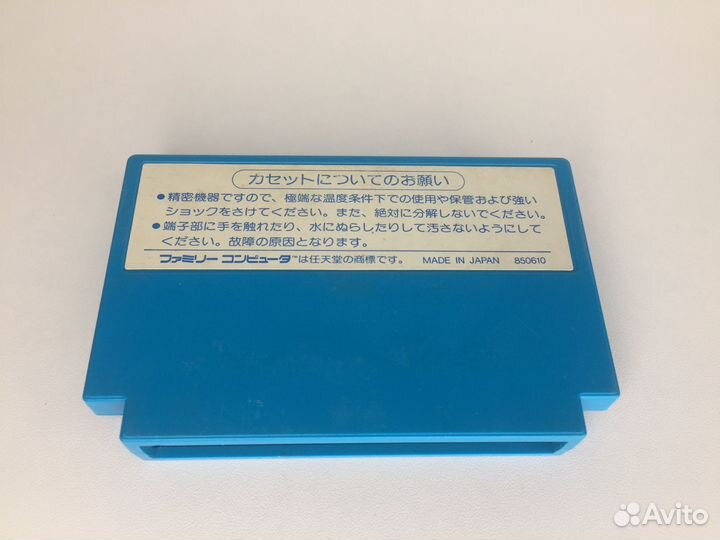 カセットについてのお願い
●精密機器ですので、極端な温度条件下での使用や保管および強い
ショックをさけてください。また、絶対に分解しないでください。
●端子部に手を触れたり、水にぬらしたりして汚さないようにして
ください。故障の原因となります。
ファミリーコンピュータ™は任天堂の商標です。 MADE IN JAPAN 850610
Avito